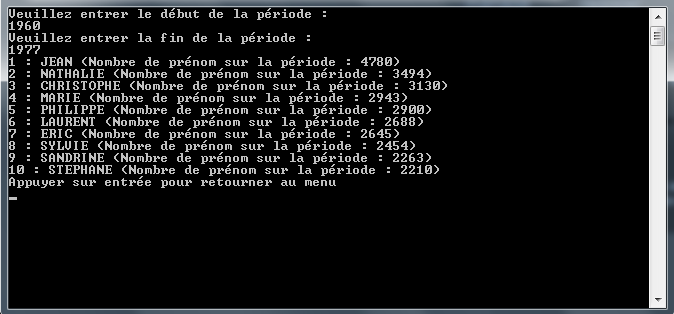 Veuillez entrer le début de la période :
1960
Veuillez entrer la fin de la période :
1977
1 : JEAN (Nombre de prénom sur la période : 4780)
2 : NATHALIE (Nombre de prénom sur la période : 3494)
3 : CHRISTOPHE (Nombre de prénom sur la période : 3130)
4 : MARIE (Nombre de prénom sur la période : 2943)
5 : PHILIPPE (Nombre de prénom sur la période : 2900)
6 : LAURENT (Nombre de prénom sur la période : 2688)
7 : ERIC (Nombre de prénom sur la période : 2645)
8 : SYLVIE (Nombre de prénom sur la période : 2454)
9 : SANDRINE (Nombre de prénom sur la période : 2263)
10 : STEPHANE (Nombre de prénom sur la période : 2210)
Appuyer sur entrée pour retourner au menu